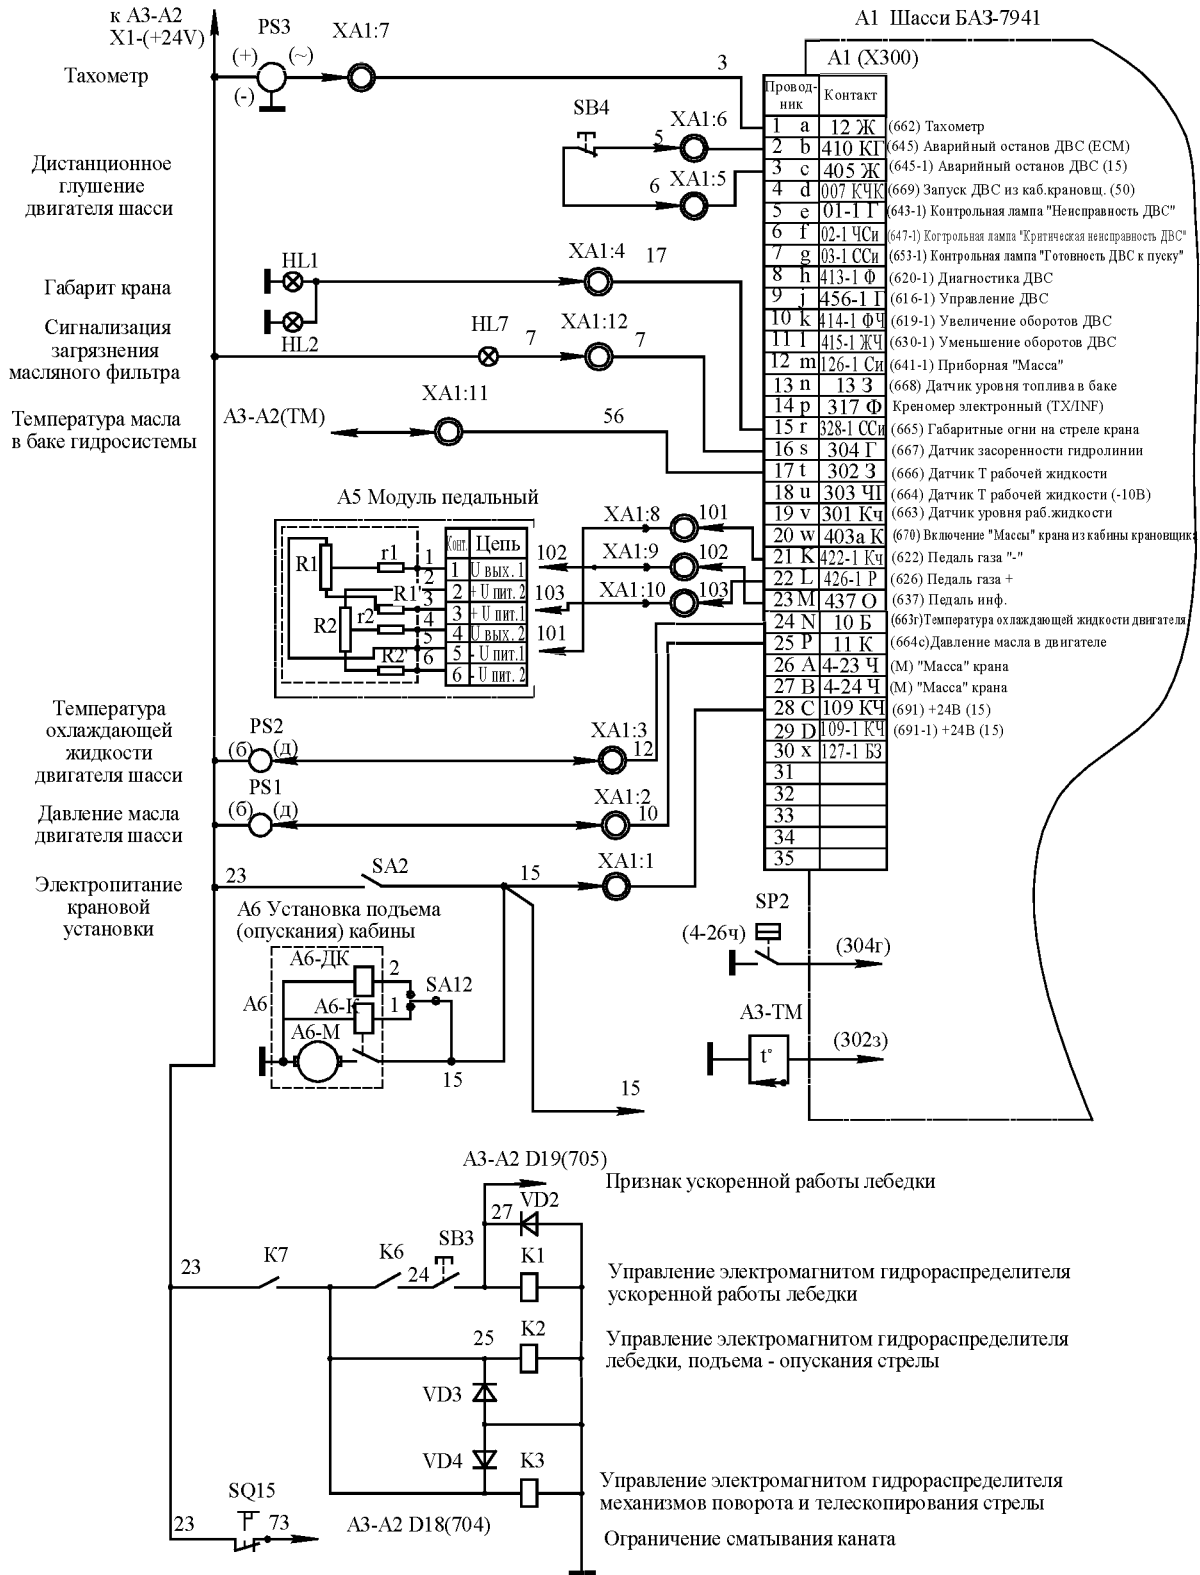 к А3-А2
Х1-(+24V)
PS3
ХА1:7
(+)
(~)
(-)
Тахометр
3
А1 Шасси БАЗ-7941
А1 (Х300)
Провод-
ник
Контакт
1 a 12 Ж (662) Тахометр
2 b 410 КГ (645) Аварийный останов ДВС (ЕСМ)
3 c 405 Ж (645-1) Аварийный останов ДВС (15)
4 d 007 КЧК (669) Запуск ДВС из каб.крановщ. (50)
5 e 01-1 Г (643-1) Контрольная лампа "Неисправность ДВС"
6 f 02-1 ЧСи (647-1) Когтрольная лампа "Критическая неисправность ДВС"
7 g 03-1 ССи (653-1) Контрольная лампа "Готовность ДВС к пуску"
8 h 413-1 Ф (620-1) Диагностика ДВС
9 j 456-1 Г (616-1) Управление ДВС
10 k 414-1 ФЧ (619-1) Увеличение оборотов ДВС
11 l 415-1 ЖЧ (630-1) Уменьшение оборотов ДВС
12 m 126-1 Си (641-1) Приборная "Масса"
13 n 13 З (668) Датчик уровня топлива в баке
14 p 317 Ф Креномер электронный (TX/INF)
15 r 328-1 ССи (665) Габаритные огни на стреле крана
16 s 304 Г (667) Датчик засоренности гидролинии
17 t 302 З (666) Датчик Т рабочей жидкости
18 u 303 ЧГ (664) Датчик Т рабочей жидкости (-10В)
19 v 301 Кч (663) Датчик уровня раб.жидкости
20 w 403а К (670) Включение "Массы" крана из кабины крановщика
21 K 422-1 Кч (622) Педаль газа "-"
22 L 426-1 Р (626) Педаль газа +
23 M 437 О (637) Педаль инф.
24 N 10 Б (663г)Температура охлаждающей жидкости двигателя
25 P 11 К (664с)Давление масла в двигателе
26 A 4-23 Ч (М) "Масса" крана
27 B 4-24 Ч (М) "Масса" крана
28 C 109 КЧ (691) +24В (15)
29 D 109-1 КЧ (691-1) +24В (15)
30 x 127-1 БЗ
31
32
33
34
35
SB4
ХА1:6
5
6
ХА1:5
Дистанционное
глушение
двигателя шасси
HL1
HL2
ХА1:4
17
Габарит крана
Сигнализация
загрязнения
масляного фильтра
HL7
7
ХА1:12
7
Температура масла
в баке гидросистемы
А3-А2(ТМ)
ХА1:11
56
А5 Модуль педальный
R1
r1
R1'
R2
r2
R2'
1
2
3
4
5
6
Конт.
Цепь
1 U вых. 1
2 + U пит. 2
3 + U пит.1
4 U вых. 2
5 - U пит.1
6 - U пит. 2
102
103
101
ХА1:8
101
ХА1:9
102
ХА1:10
103
Температура
охлаждающей
жидкости
двигателя шасси
PS2
(б)
(д)
ХА1:3
12
Давление масла
двигателя шасси
PS1
(б)
(д)
ХА1:2
10
Электропитание
крановой
установки
23
SA2
15
ХА1:1
А6 Установка подъема
(опускания) кабины
А6-ДК
2
А6
А6-К
1
SA12
А6-М
15
15
SP2
(4-26ч)
(304г)
А3-ТМ
t°
(302з)
А3-А2 D19(705)
Признак ускоренной работы лебедки
27
VD2
23
К7
К6
24
SB3
К1
Управление электромагнитом гидрораспределителя
ускоренной работы лебедки
25
К2
Управление электромагнитом гидрораспределителя
лебедки, подъема - опускания стрелы
VD3
VD4
К3
Управление электромагнитом гидрораспределителя
механизмов поворота и телескопирования стрелы
SQ15
23
73
А3-А2 D18(704)
Ограничение сматывания каната